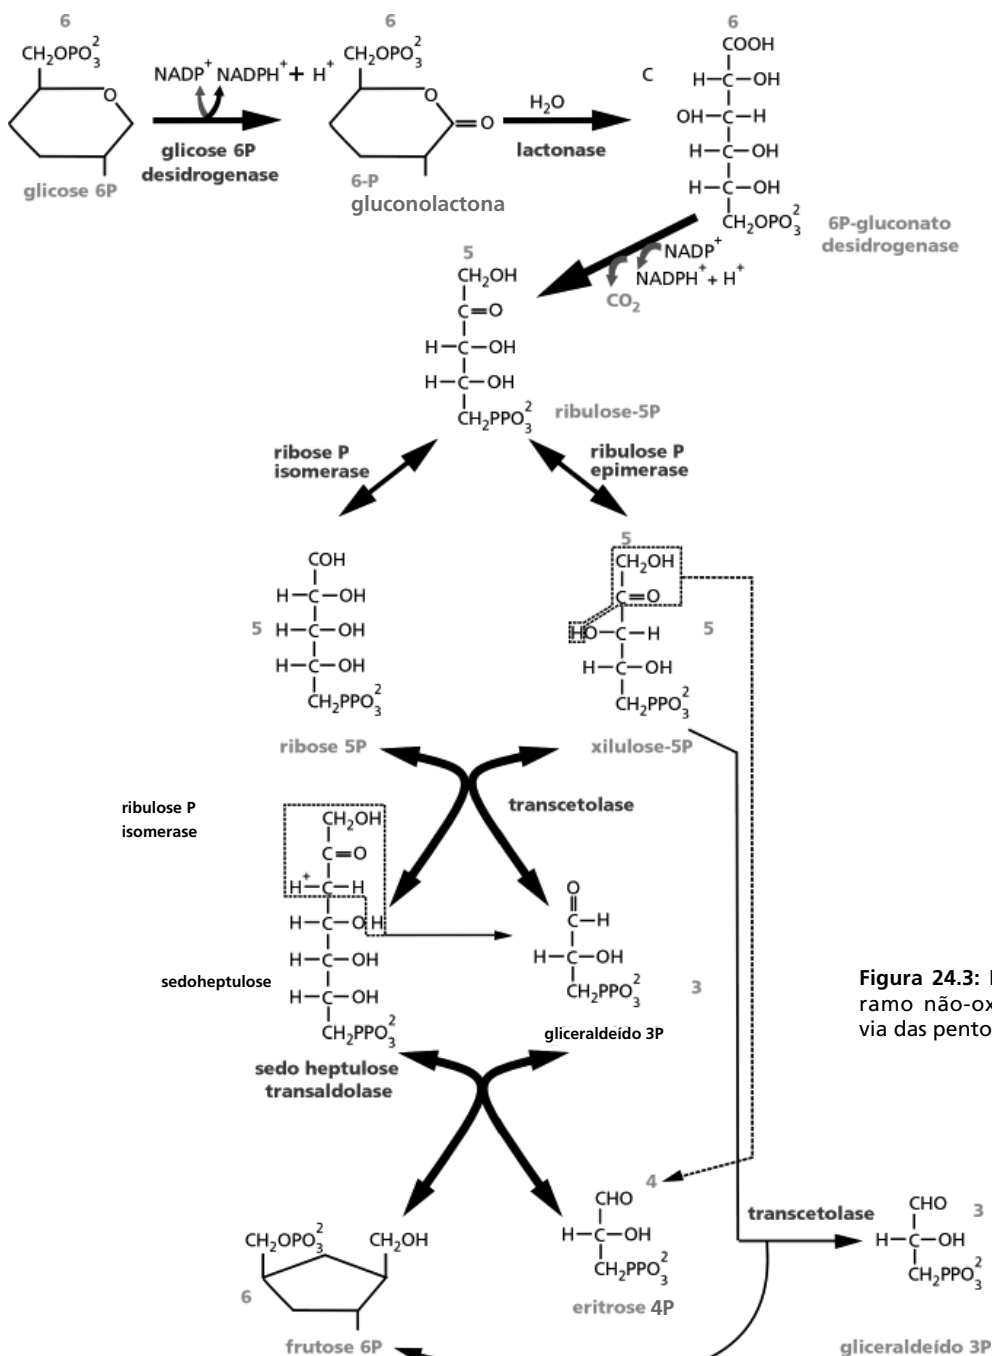 6
6
6
CH2OPO3 2
CH2OPO3 2
COOH
NADP+ NADPH+ + H+
C
H C OH
O
O
H2O
OH C H
O
glicose 6P
desidrogenase
lactonase
H C OH
glicose 6P
6-P
gluconolactona
H C OH
CH2OPO3 2
6P-gluconato
desidrogenase
NADP+
NADPH+ + H+
CO2
5
CH2OH
C=O
H C OH
H C OH
CH2PPO3 2
ribulose-5P
ribose P
isomerase
ribulose P
epimerase
5
COH
CH2OH
H C OH
C=O
5
H C OH
HO C H
5
H C OH
H C OH
CH2PPO3 2
CH2PPO3 2
ribose 5P
xilulose-5P
transcetolase
ribulose P
isomerase
CH2OH
C=O
H+ C H
H C OH
H C OH
H C OH
CH2PPO3 2
sedoheptulose
O
C H
H C OH
CH2PPO3 2
3
gliceraldeído 3P
Figura 24.3:
ramo não-ox
via das pento
sedo heptulose
transaldolase
4
CHO
H C OH
CH2PPO3 2
eritrose 4P
transcetolase
CHO
3
H C OH
CH2PPO3 2
gliceraldeído 3P
CH2OPO3 2
CH2OH
6
frutose 6P